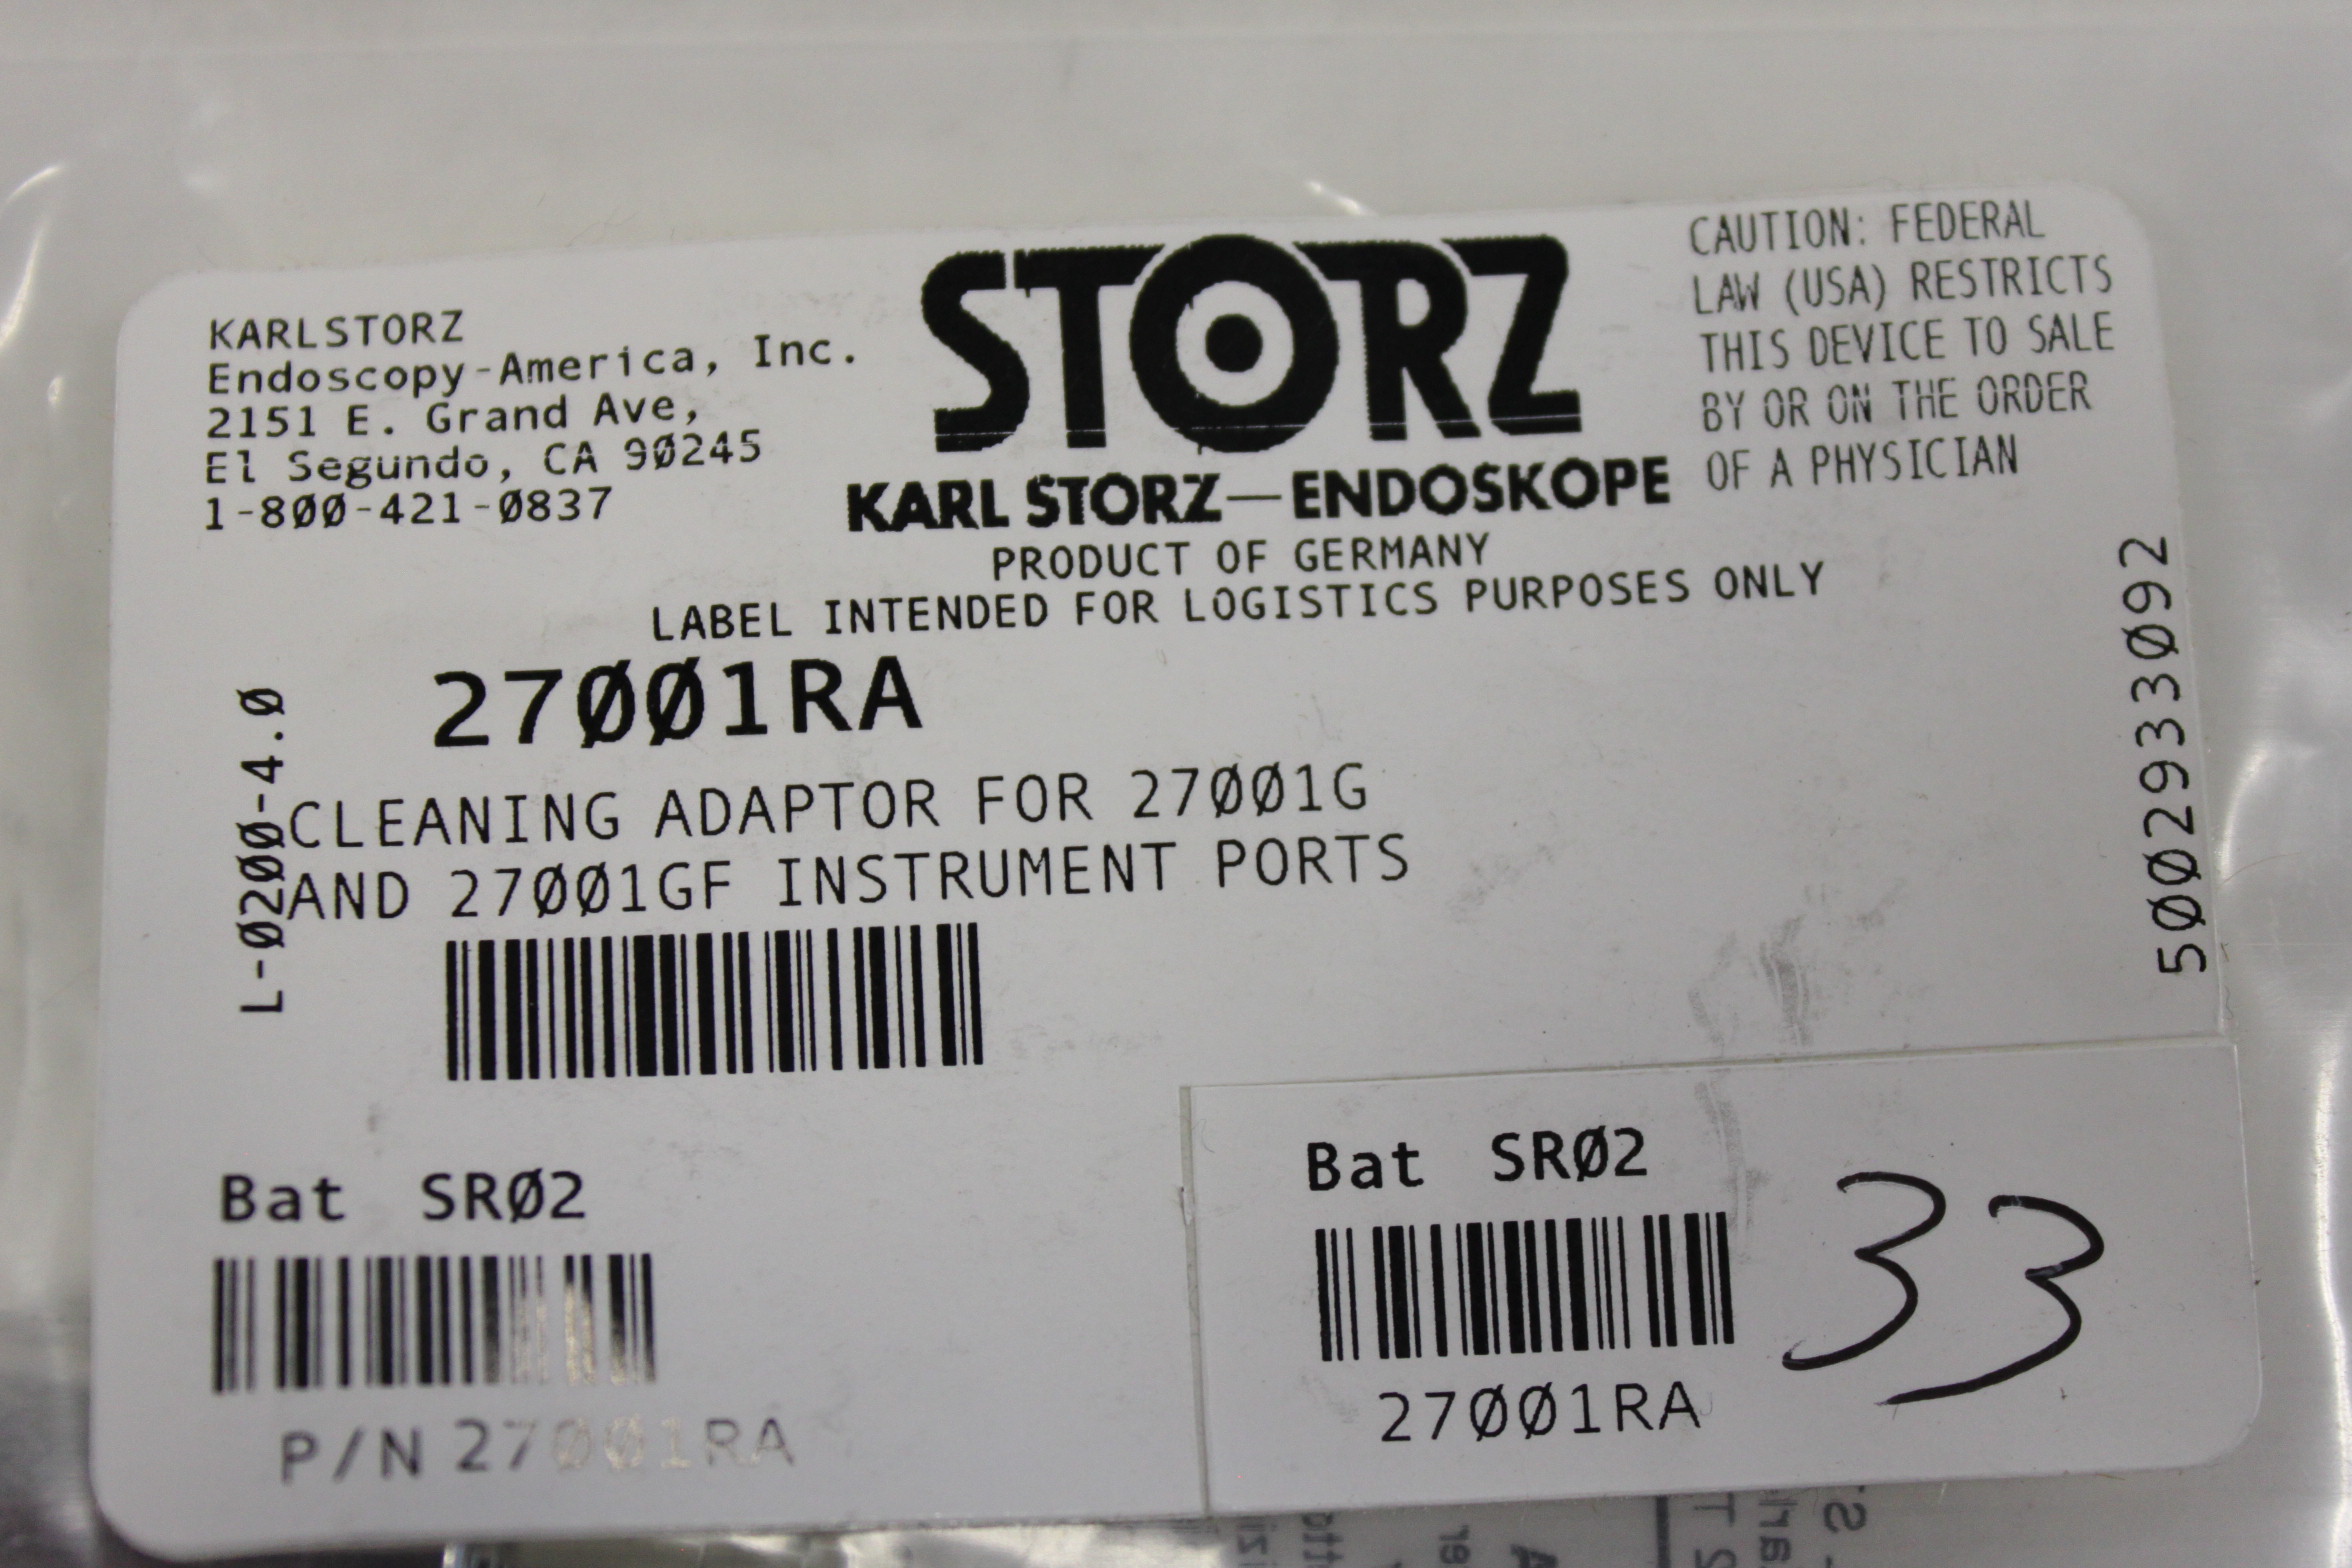 KARLSTORZ
Endoscopy-America, Inc.
2151 E. Grand Ave,
El Segundo, CA 90245
1-800-421-0837
STORZ
KARL STORZ—ENDOSKOPE
CAUTION: FEDERAL
LAW (USA) RESTRICTS
THIS DEVICE TO SALE
BY OR ON THE ORDER
OF A PHYSICIAN
PRODUCT OF GERMANY
LABEL INTENDED FOR LOGISTICS PURPOSES ONLY
27001RA
L-0200-4.0
CLEANING ADAPTOR FOR 27001G
AND 27001GF INSTRUMENT PORTS
5002933092
Bat SR02
P/N 27001RA
Bat SR02
27001RA
33